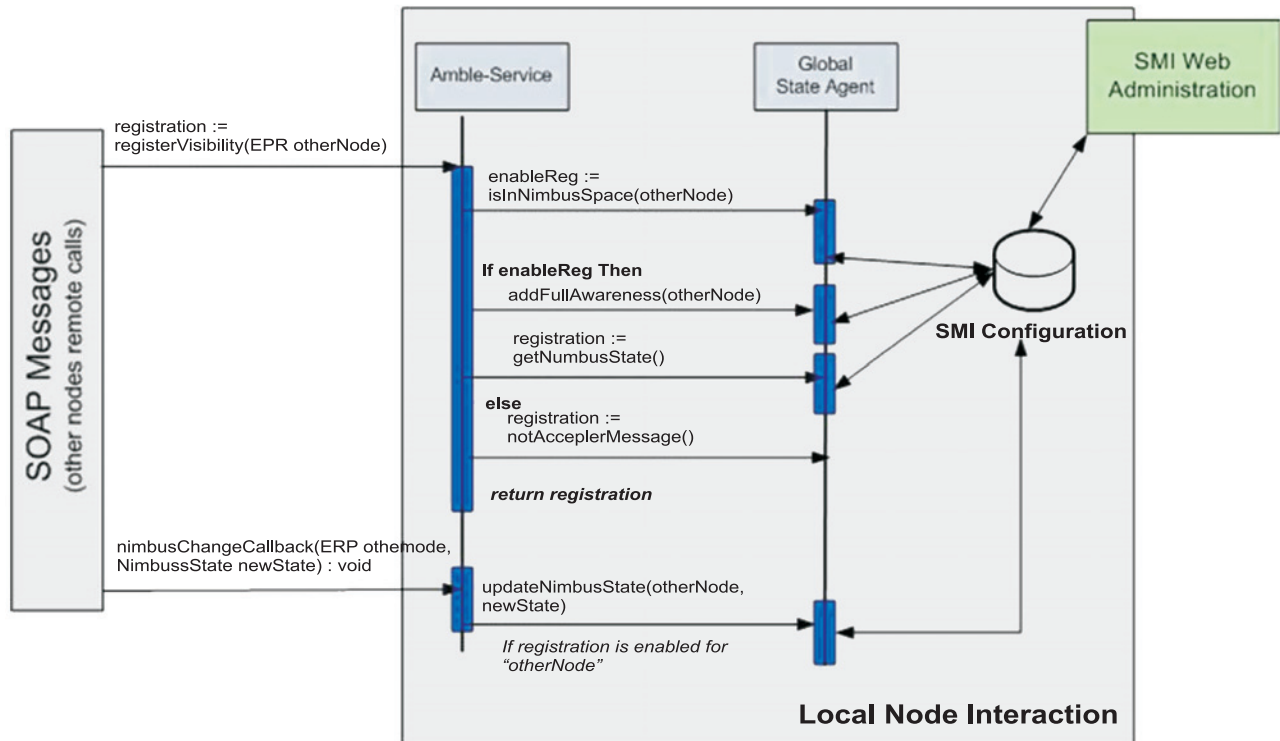 Amble-Service
Global
State Agent
SMI Web
Administration
SOAP Messages
(other nodes remote calls)
registration :=
registerVisibility(EPR otherNode)
enableReg :=
isInNimbusSpace(otherNode)
If enableReg Then
addFullAwareness(otherNode)
SMI Configuration
registration :=
getNumbusState()
else
registration :=
notAcceplerMessage()
return registration
nimbusChangeCallback(ERP othemode,
NimbussState newState) : void
updateNimbusState(otherNode,
newState)
If registration is enabled for
“otherNode”
Local Node Interaction